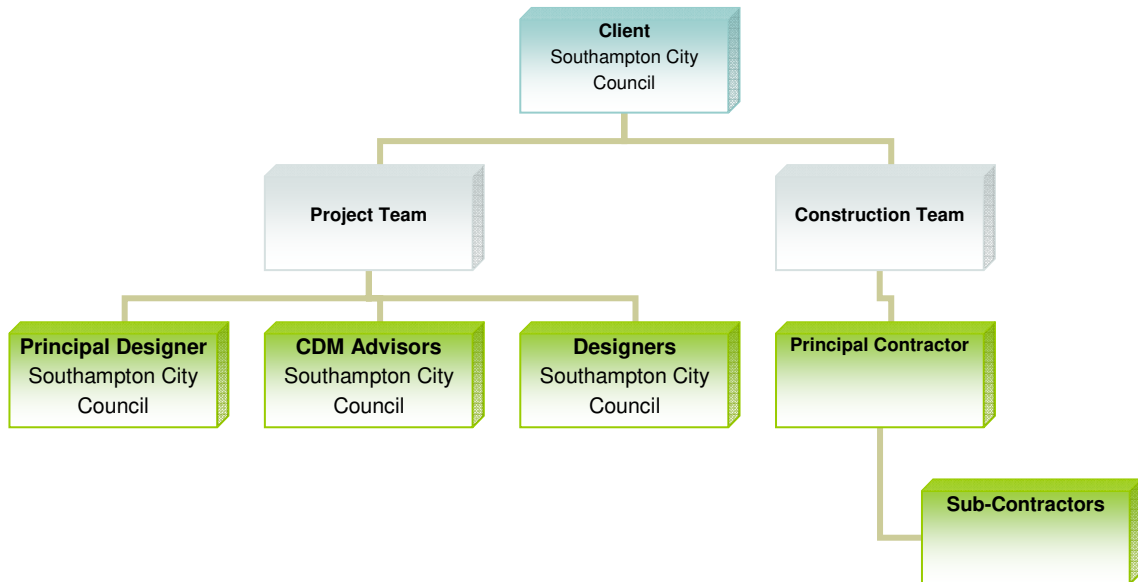 Client
Southampton City
Council
Project Team
Construction Team
Principal Designer
Southampton City
Council
CDM Advisors
Southampton City
Council
Designers
Southampton City
Council
Principal Contractor
Sub-Contractors